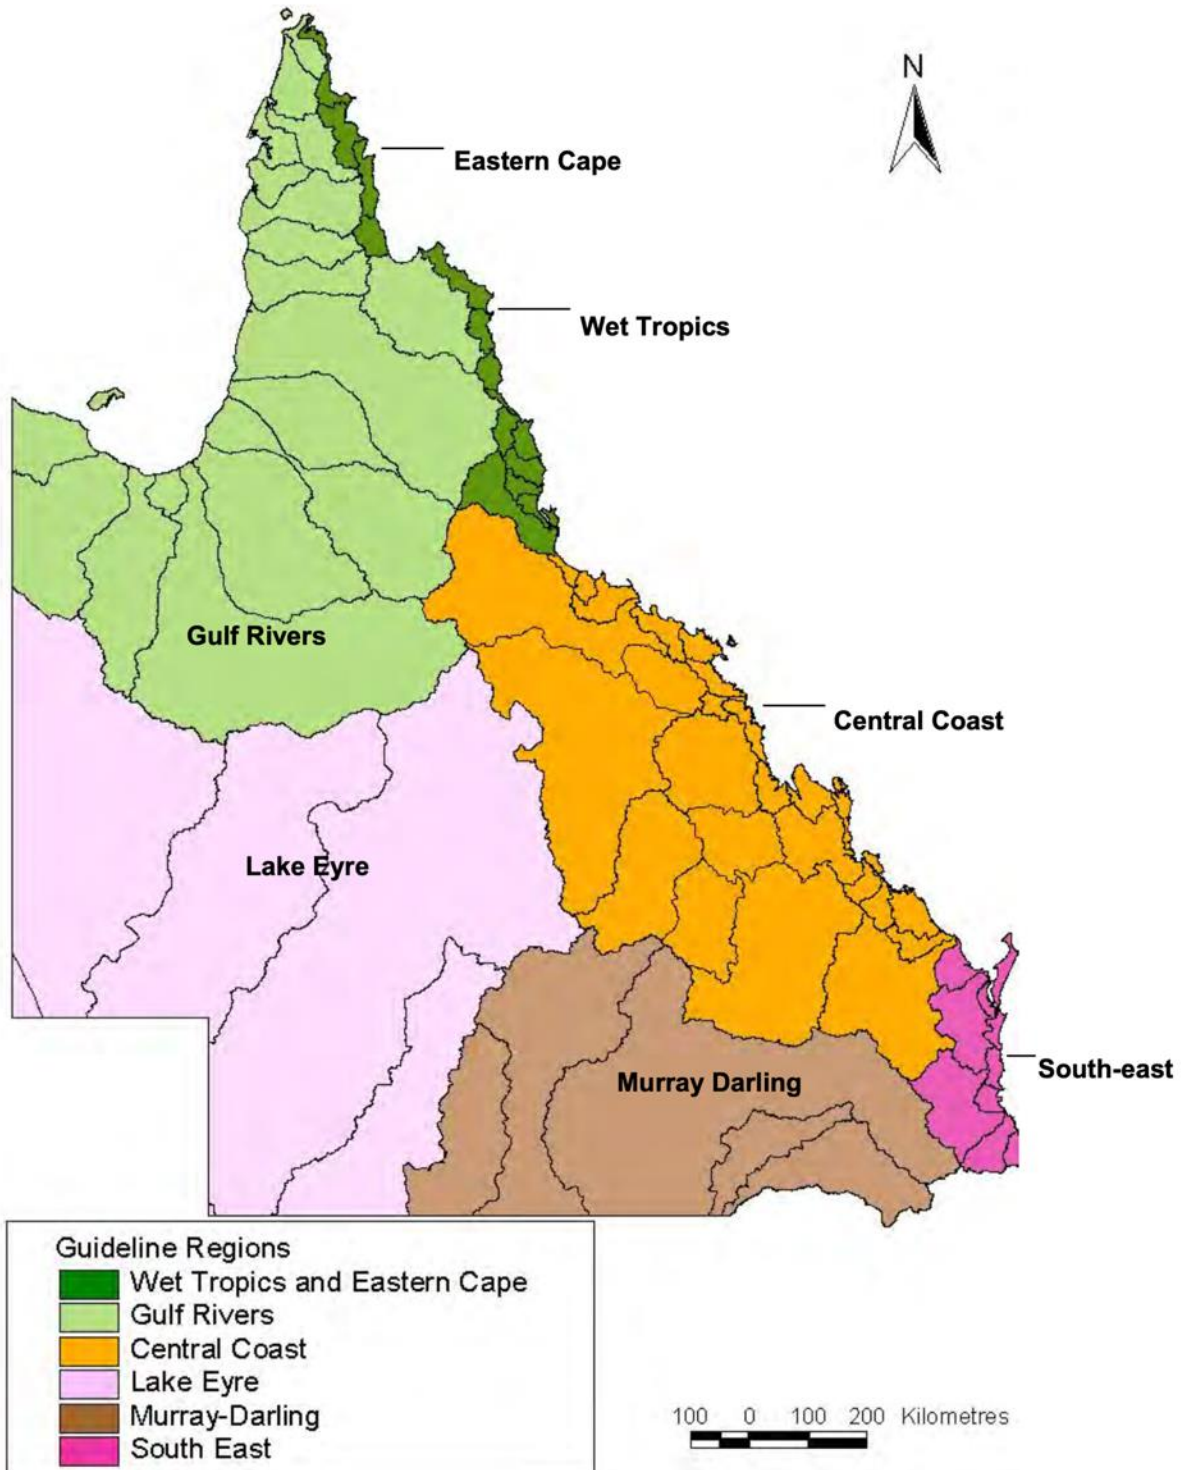 N
Eastern Cape
Wet Tropics
Gulf Rivers
Central Coast
Lake Eyre
South-east
Murray Darling
Guideline Regions
Wet Tropics and Eastern Cape
Gulf Rivers
Central Coast
Lake Eyre
Murray-Darling
South East
100 0 100 200 Kilometres